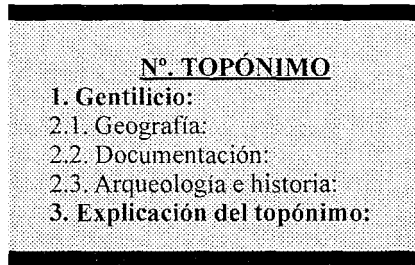 Nº. TOPÓNIMO
1. Gentilicio:
2.1. Geografía:
2.2. Documentación:
2.3. Arqueología e historia:
3. Explicación del topónimo: